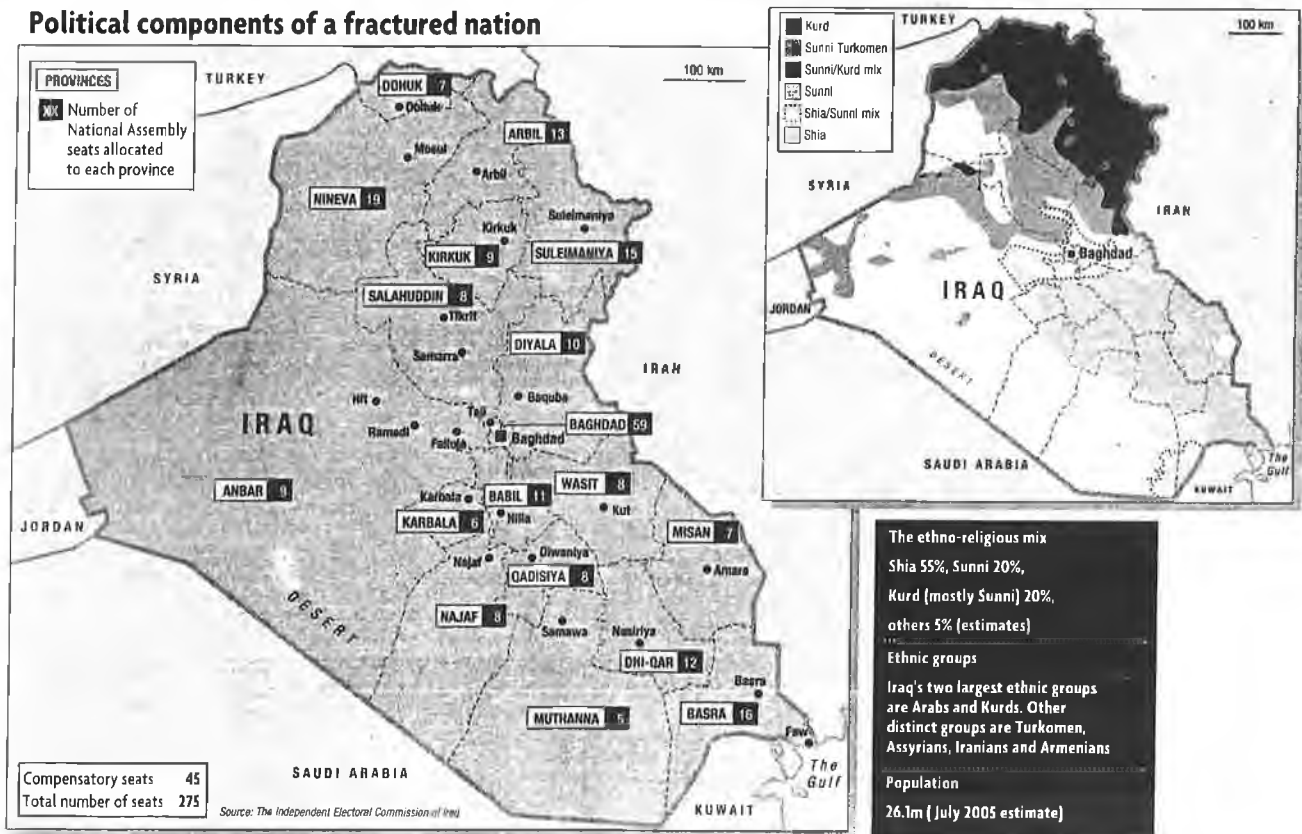 Political components of a fractured nation
PROVINCES
XX Number of
National Assembly
seats allocated
to each province
100 km
TURKEY
SYRIA
JORDAN
IRAQ
DESERT
SAUDI ARABIA
KUWAIT
The
Gulf
DOHUK 7
Dohuk
Mosul
ARBIL 13
Arbil
NINEVA 19
Kirkuk
Suleimaniya
KIRKUK 9
SULEIMANIYA 15
SALAHUDDIN 8
Tikrit
DIYALA 10
Samarra
Baquba
Hit
Ramadi
Falluja
Taji
BAGHDAD 59
Baghdad
ANBAR 9
Karbala
BABIL 11
WASIT 8
KARBALA 6
Hilla
Kut
MISAN 7
Najaf
Diwaniya
Amara
QADISIYA 8
NAJAF 8
Samawa
Nasiriya
DHI-QAR 12
Basra
MUTHANNA
BASRA 16
Faw
Compensatory seats 45
Total number of seats 275
Source: The Independent Electoral Commission of Iraq
Kurd
Sunni Turkomen
Sunni/Kurd mix
Sunni
Shia/Sunni mix
Shia
TURKEY
100 km
SYRIA
IRAN
Baghdad
IRAQ
JORDAN
DESERT
SAUDI ARABIA
The
Gulf
KUWAIT
IRAN
The ethno-religious mix
Shia 55%, Sunni 20%,
Kurd (mostly Sunni) 20%,
others 5% (estimates)
Ethnic groups
Iraq's two largest ethnic groups
are Arabs and Kurds. Other
distinct groups are Turkomen,
Assyrians, Iranians and Armenians
Population
26.1m ( July 2005 estimate)